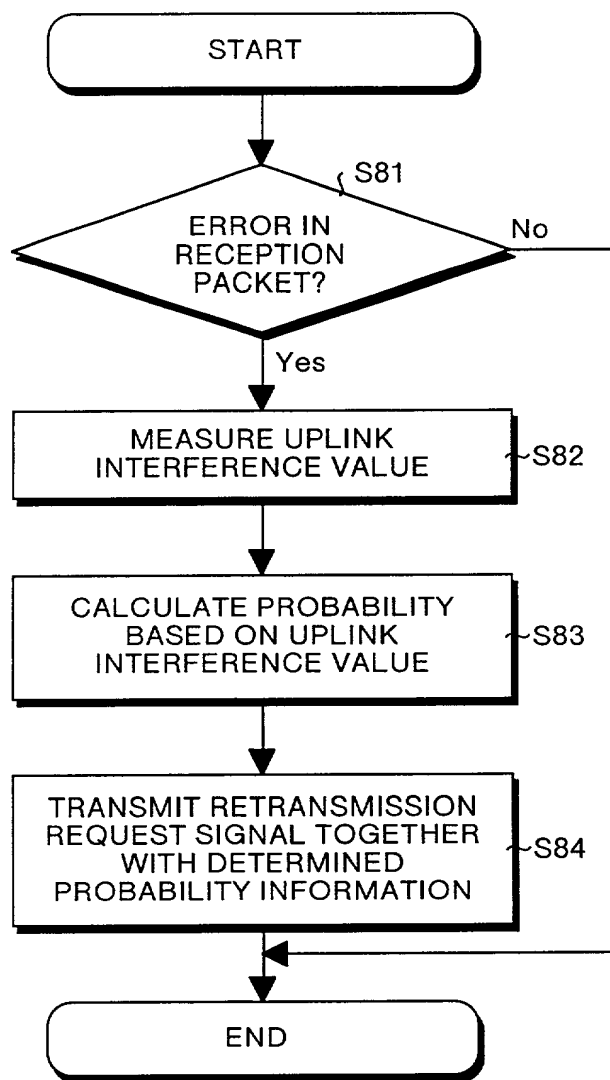 START
S81
ERROR IN
RECEPTION
PACKET?
No
Yes
MEASURE UPLINK
INTERFERENCE VALUE
S82
CALCULATE PROBABILITY
BASED ON UPLINK
INTERFERENCE VALUE
S83
TRANSMIT RETRANSMISSION
REQUEST SIGNAL TOGETHER
WITH DETERMINED
PROBABILITY INFORMATION
S84
END